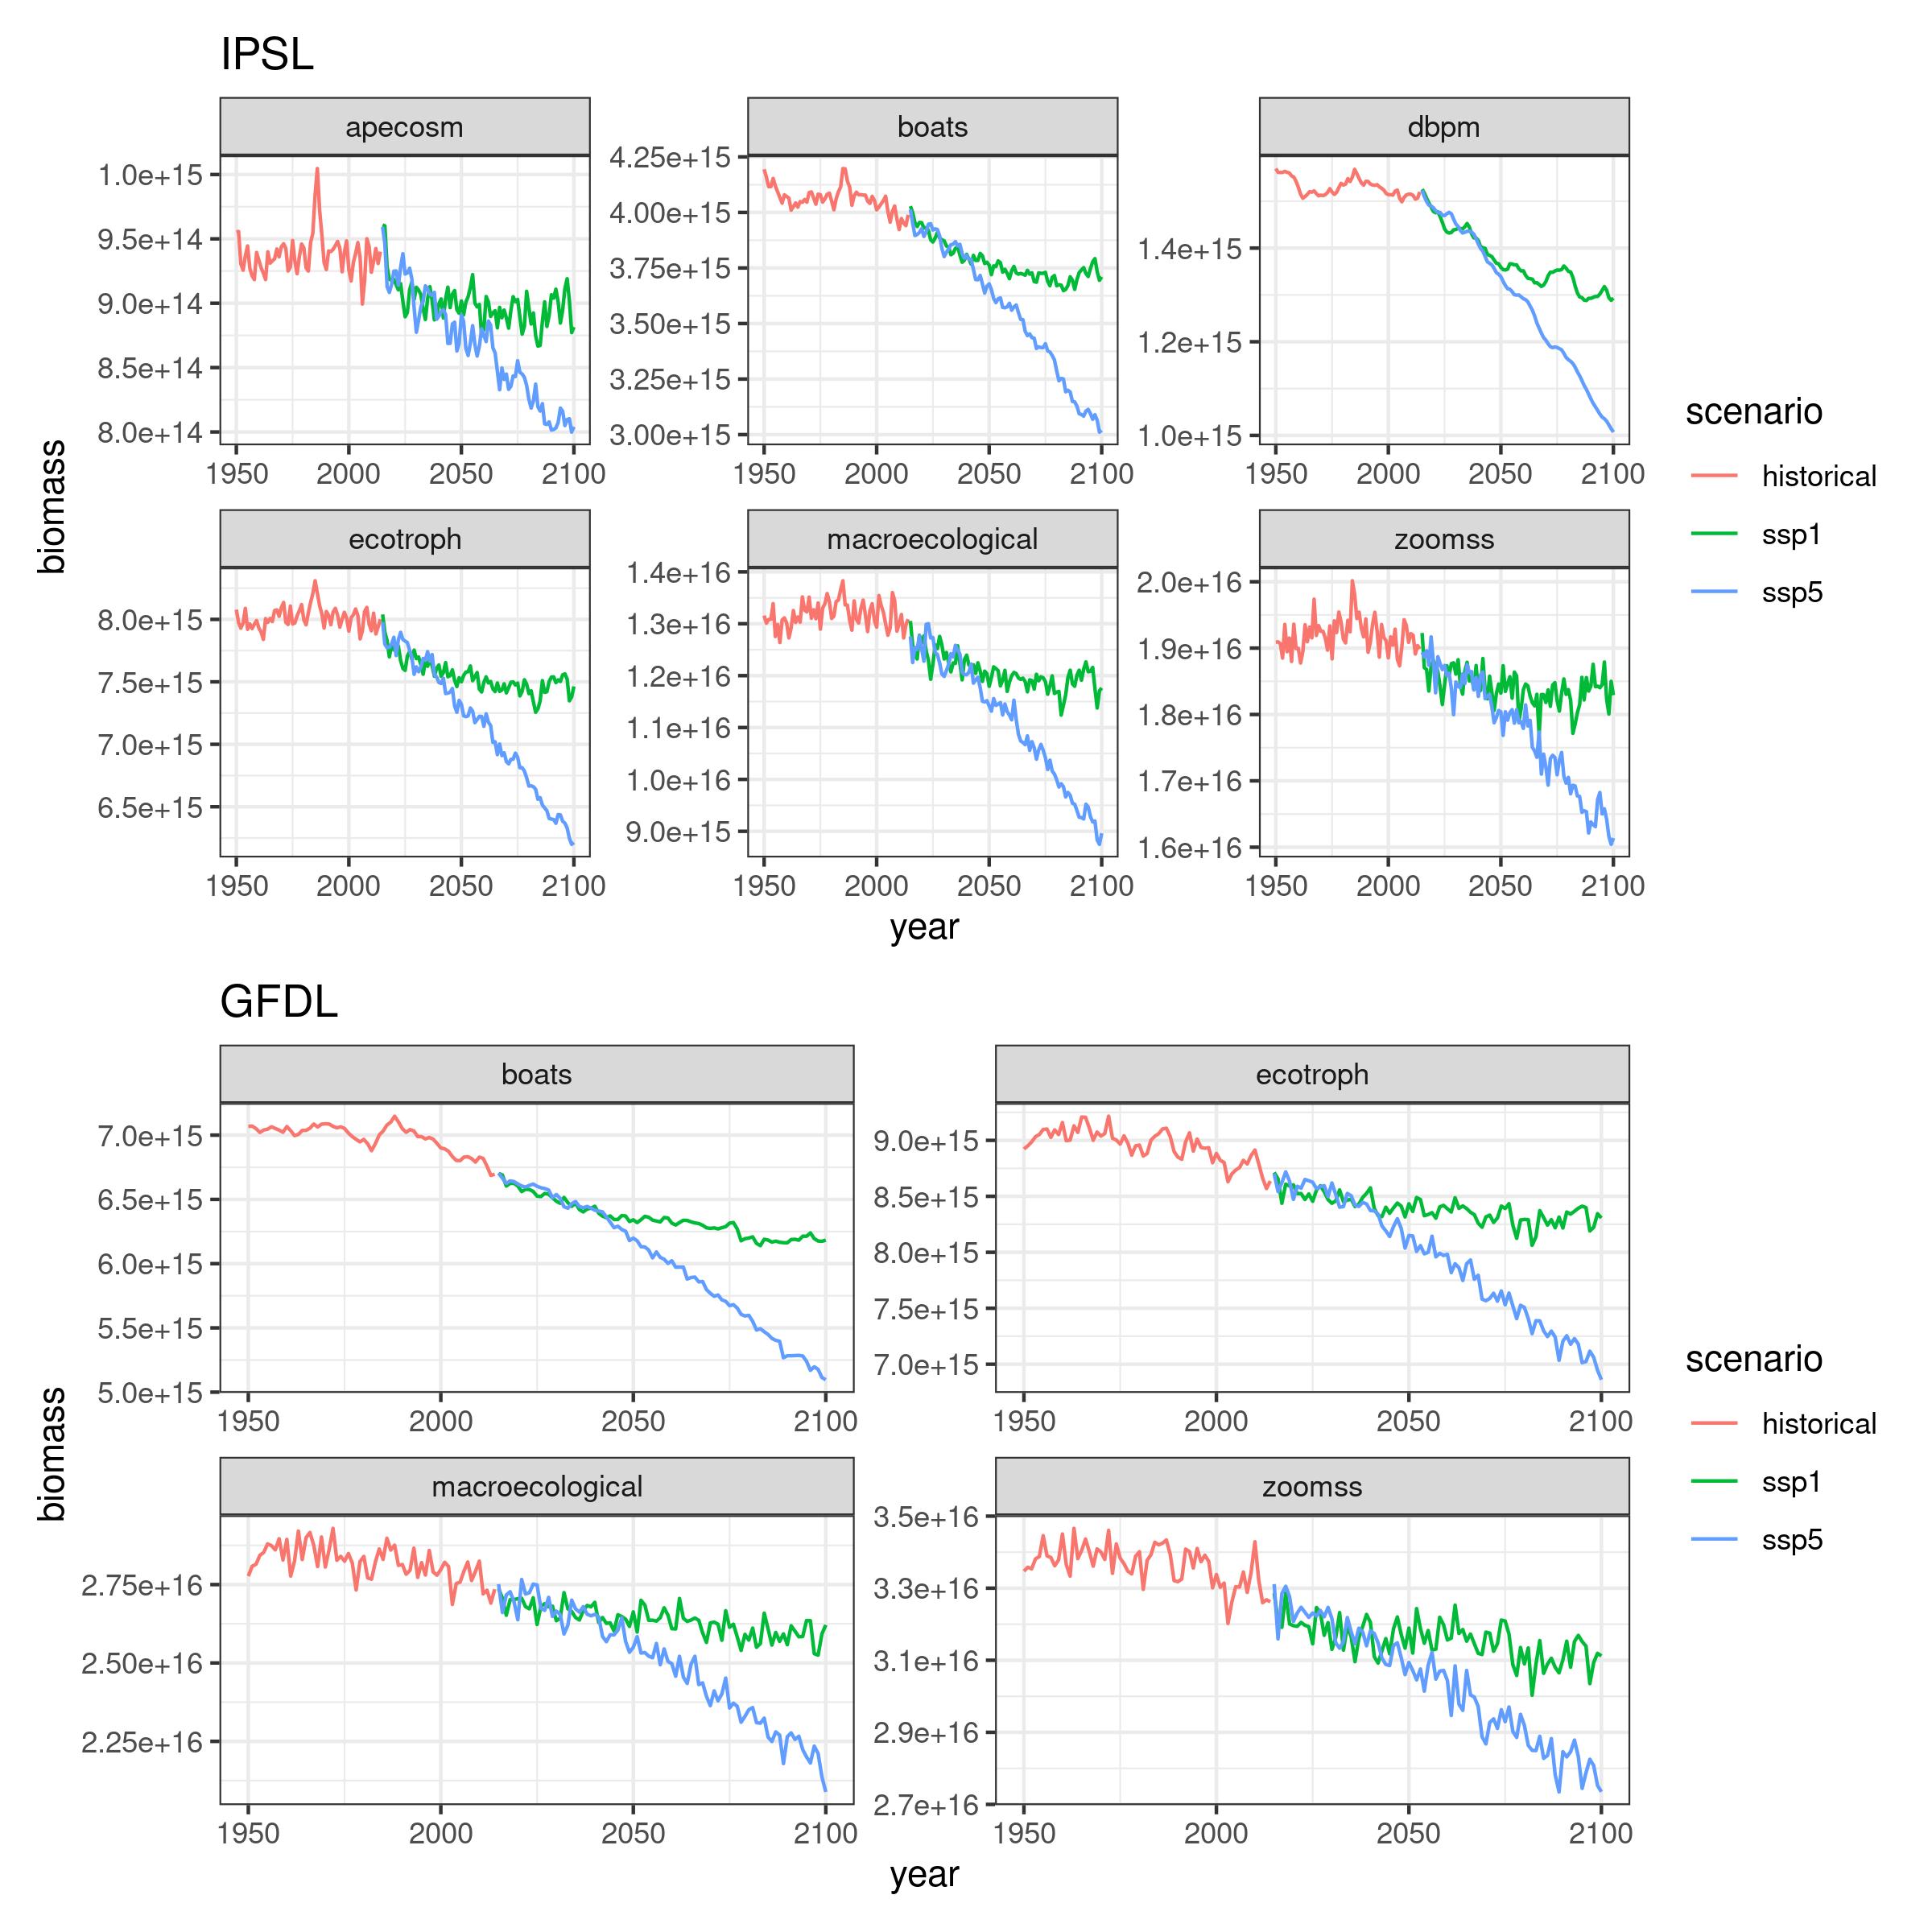 IPSL
apecosm boats dbpm
1.0e+15
9.5e+14
9.0e+14
8.5e+14
8.0e+14
4.25e+15
4.00e+15
3.75e+15
3.50e+15
3.25e+15
3.00e+15
1.4e+15
1.2e+15
1.0e+15
1950 2000 2050 2100 1950 2000 2050 2100 1950 2000 2050 2100
ecotroph macroecological zoomss
8.0e+15
7.5e+15
7.0e+15
6.5e+15
1.4e+16
1.3e+16
1.2e+16
1.1e+16
1.0e+16
9.0e+15
2.0e+16
1.9e+16
1.8e+16
1.7e+16
1.6e+16
1950 2000 2050 2100 1950 2000 2050 2100 1950 2000 2050 2100
year
biomass
scenario
historical
ssp1
ssp5
GFDL
boats ecotroph
7.0e+15
6.5e+15
6.0e+15
5.5e+15
5.0e+15
9.0e+15
8.5e+15
8.0e+15
7.5e+15
7.0e+15
1950 2000 2050 2100 1950 2000 2050 2100
macroecological zoomss
2.75e+16
2.50e+16
2.25e+16
3.5e+16
3.3e+16
3.1e+16
2.9e+16
2.7e+16
1950 2000 2050 2100 1950 2000 2050 2100
year
biomass
scenario
historical
ssp1
ssp5